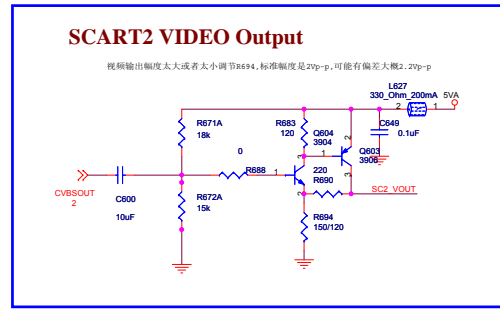 SCART2 VIDEO Output
视频输出幅度太大或者太小调节R694,标准幅度是2Vp-p,可能有偏差大概2.2Vp-p
L627
330_Ohm_200mA
5VA
2
1
R671A
18k
R683
120
Q604
3904
C649
0.1uF
2
1
Q603
3906
3
0
3
R688
1
220
R690
2
SC2_VOUT
CVBSOUT
2
C600
10uF
R672A
15k
R694
150/120